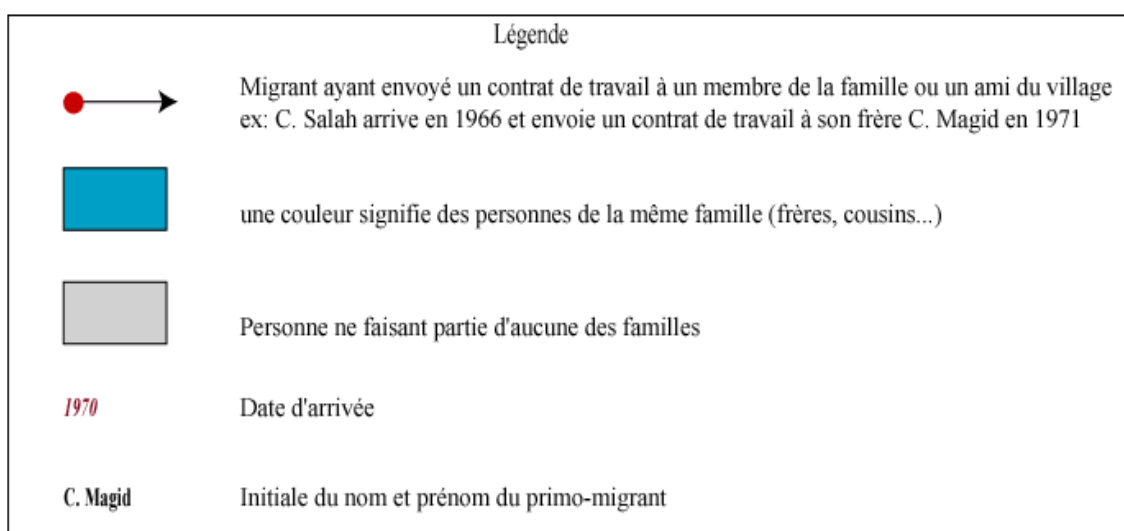 Légende
Migrant ayant envoyé un contrat de travail à un membre de la famille ou un ami du village
ex: C. Salah arrive en 1966 et envoie un contrat de travail à son frère C. Magid en 1971
une couleur signifie des personnes de la même famille (frères, cousins...)
Personne ne faisant partie d'aucune des familles
1970 Date d'arrivée
C. Magid Initiale du nom et prénom du primo-migrant